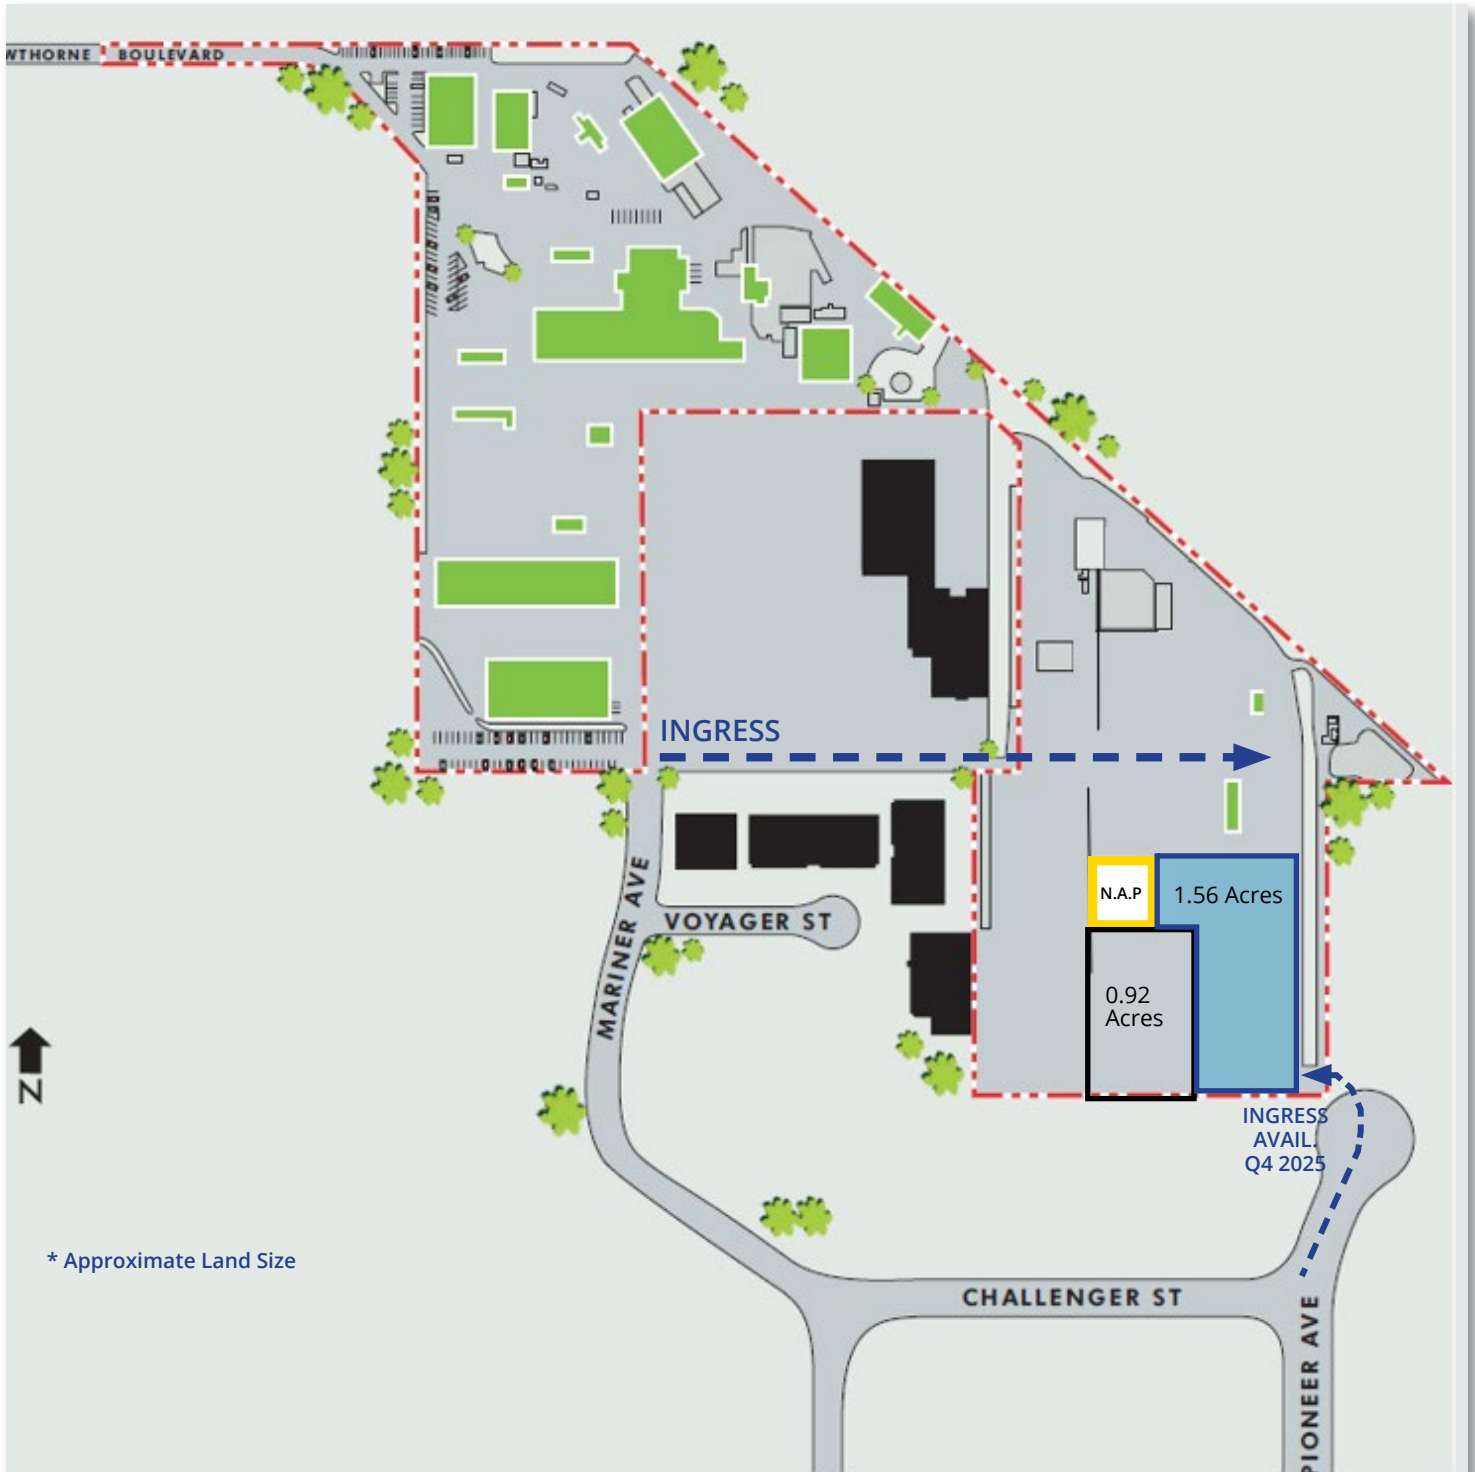 WTHORNE BOULEVARD
INGRESS
N.A.P
1.56 Acres
MARINER AVE
VOYAGER ST
0.92
Acres
N
INGRESS
AVAIL.
Q4 2025
* Approximate Land Size
CHALLENGER ST
PIONEER AVE